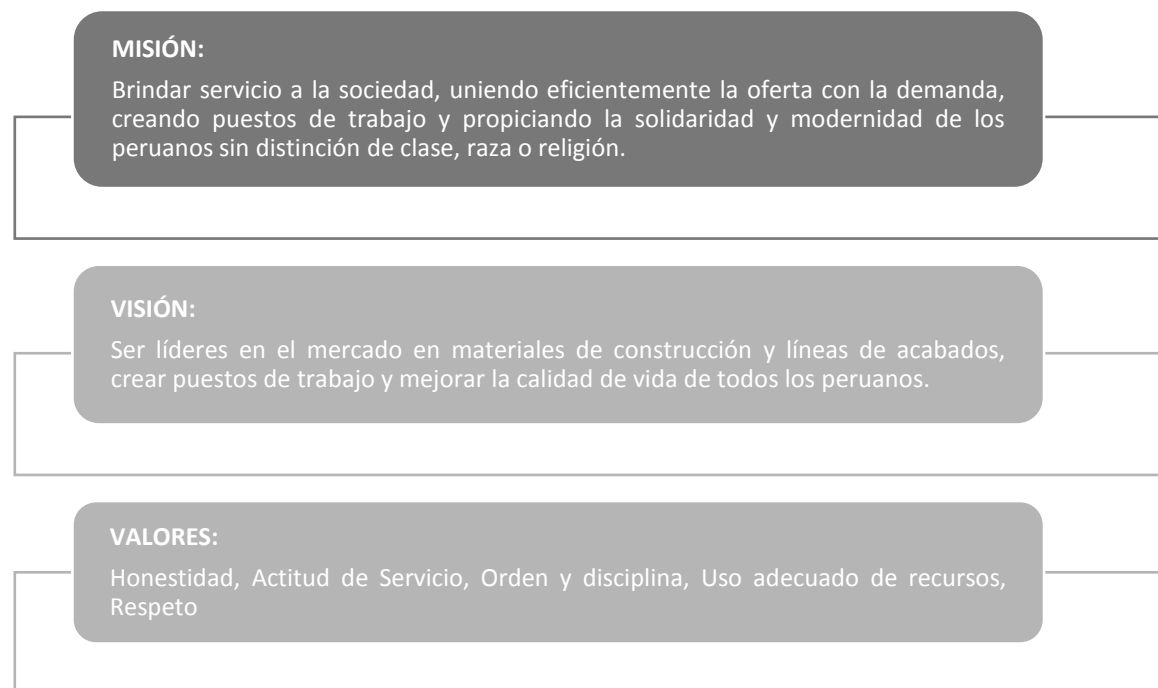 MISIÓN:
Brindar servicio a la sociedad, uniendo eficientemente la oferta con la demanda,
creando puestos de trabajo y propiciando la solidaridad y modernidad de los
peruanos sin distinción de clase, raza o religión.
VISIÓN:
Ser líderes en el mercado en materiales de construcción y líneas de acabados,
crear puestos de trabajo y mejorar la calidad de vida de todos los peruanos.
VALORES:
Honestidad, Actitud de Servicio, Orden y disciplina, Uso adecuado de recursos,
Respeto